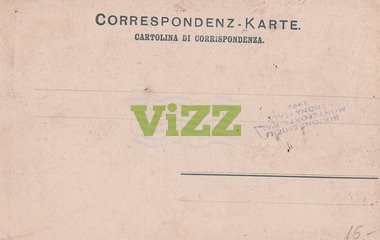 CORRESPONDENZ-KARTE.
CARTOLINA DI CORRISPONDENZA.
ViZZ
15.-